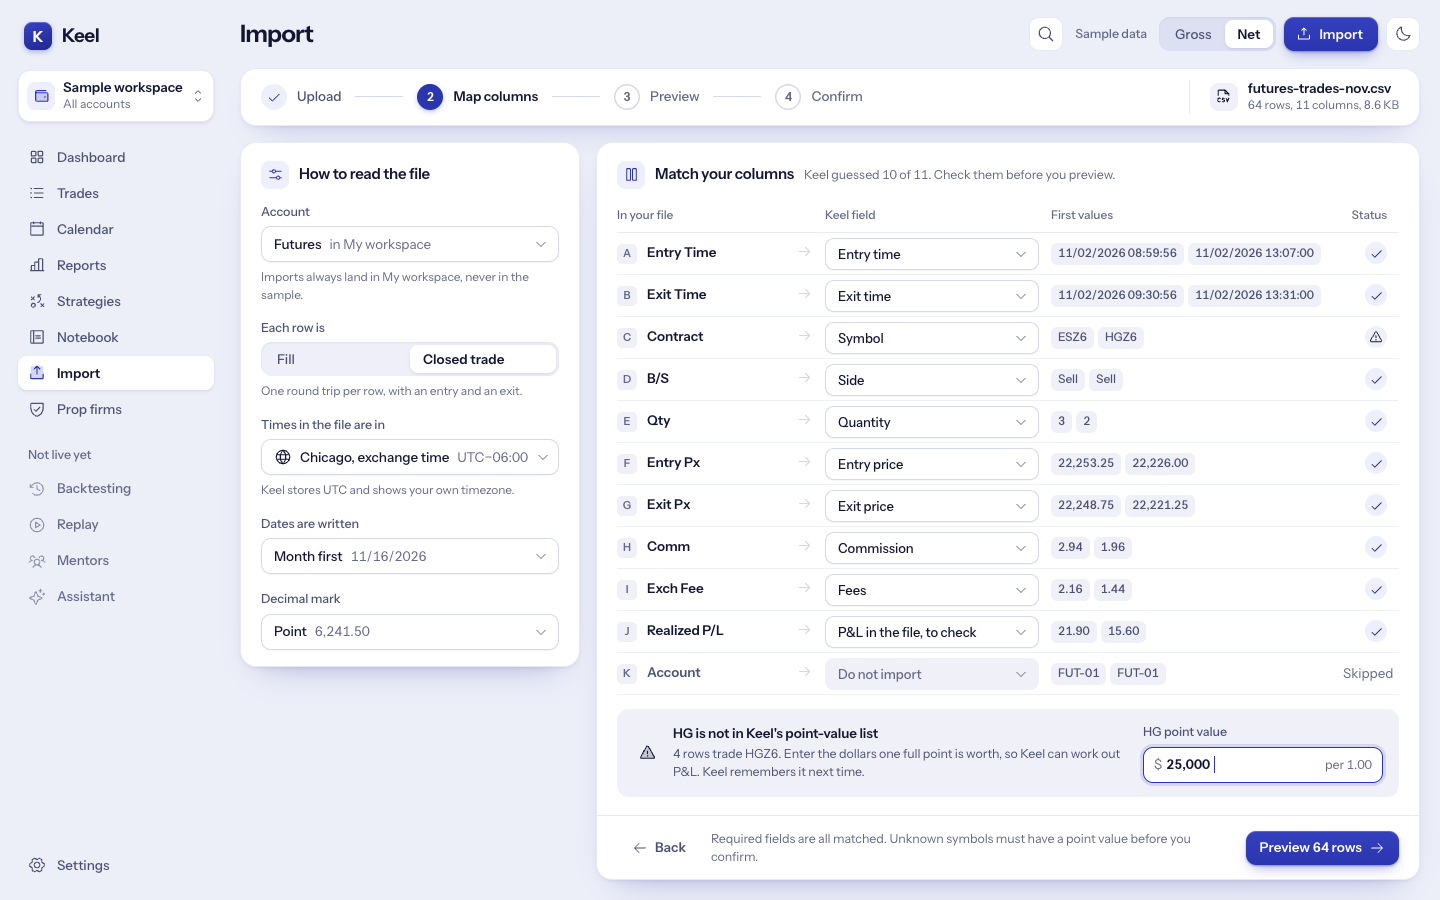 K Keel
Sample workspace
All accounts
Dashboard
Trades
Calendar
Reports
Strategies
Notebook
Import
Prop firms
Not live yet
Backtesting
Replay
Mentors
Assistant
Settings
Import
Sample data
Gross Net
Import
Upload
2 Map columns
3 Preview
4 Confirm
CSV
futures-trades-nov.csv
64 rows, 11 columns, 8.6 KB
How to read the file
Account
Futures in My workspace
Imports always land in My workspace, never in the
sample.
Each row is
Fill Closed trade
One round trip per row, with an entry and an exit.
Times in the file are in
Chicago, exchange time UTC−06:00
Keel stores UTC and shows your own timezone.
Dates are written
Month first 11/16/2026
Decimal mark
Point 6,241.50
Match your columns Keel guessed 10 of 11. Check them before you preview.
In your file Keel field First values Status
A Entry Time → Entry time 11/02/2026 08:59:56 11/02/2026 13:07:00
B Exit Time → Exit time 11/02/2026 09:30:56 11/02/2026 13:31:00
C Contract → Symbol ESZ6 HGZ6
D B/S → Side Sell Sell
E Qty → Quantity 3 2
F Entry Px → Entry price 22,253.25 22,226.00
G Exit Px → Exit price 22,248.75 22,221.25
H Comm → Commission 2.94 1.96
I Exch Fee → Fees 2.16 1.44
J Realized P/L → P&L in the file, to check 21.90 15.60
K Account → Do not import FUT-01 FUT-01 Skipped
HG is not in Keel's point-value list
4 rows trade HGZ6. Enter the dollars one full point is worth, so Keel can work out
P&L. Keel remembers it next time.
HG point value
$ 25,000 per 1.00
← Back
Required fields are all matched. Unknown symbols must have a point value before you
confirm.
Preview 64 rows →